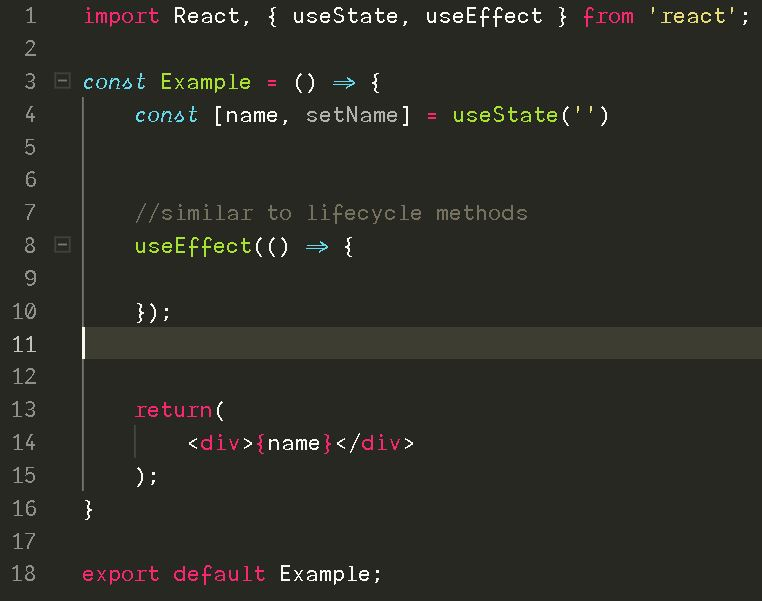 1 import React, { useState, useEffect } from 'react';
2
3 const Example = () => {
4 const [name, setName] = useState('')
5
6
7 //similar to lifecycle methods
8 useEffect(() => {
9
10 });
11
12
13 return(
14 <div>{name}</div>
15 );
16 }
17
18 export default Example;